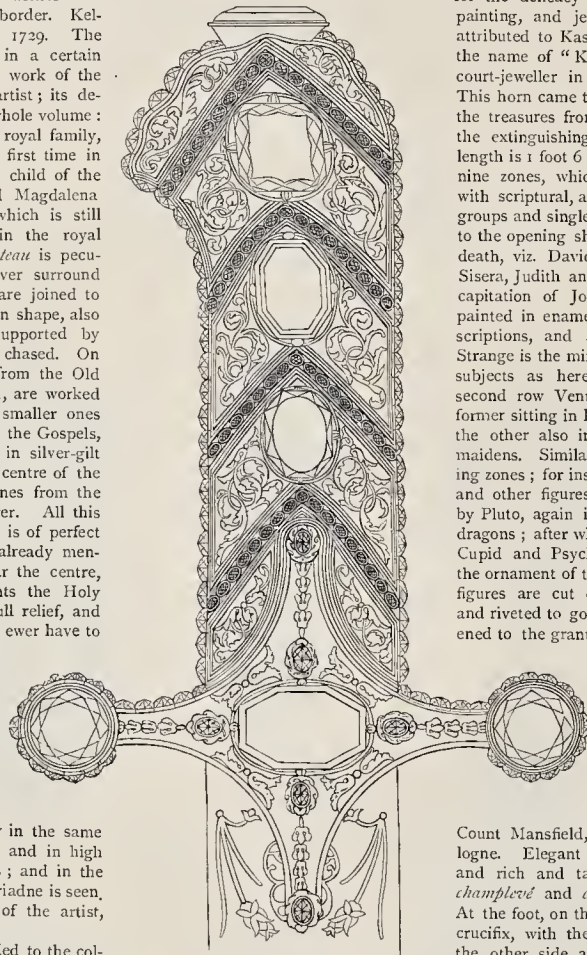 border. Kel-
1729. The
in a certain
work of the
artist ; its de-
whole volume :
royal family,
first time in
child of the
Magdalena
which is still
in the royal
teau is pecu-
ver surround
are joined to
n shape, also
supported by
chased. On
from the Old
, are worked
smaller ones
the Gospels,
in silver-gilt
centre of the
nes from the
er. All this
is of perfect
already men-
r the centre,
nts the Holy
ull relief, and
ewer have to
in the same
and in high
; and in the
riadne is seen.
of the artist,
ed to the col-
painting, and je
attributed to Kas
the name of “ K
court-jeweller in
This horn came t
the treasures fror
the extinguishing
length is 1 foot 6
nine zones, whic
with scriptural, a
groups and single
to the opening sh
death, viz. David
Sisera, Judith an
capitation of Jo
painted in ename
scriptions, and
Strange is the mi
subjects as here
second row Ven
former sitting in
the other also in
maidens. Simila
ing zones ; for ins
and other figures
by Pluto, again i
dragons ; after wl
Cupid and Psyc
the ornament of t
figures are cut
and riveted to go
ened to the grant
Count Mansfield,
logne. Elegant
and rich and ta
champlevé and
At the foot, on th
crucifix, with the
the other side a